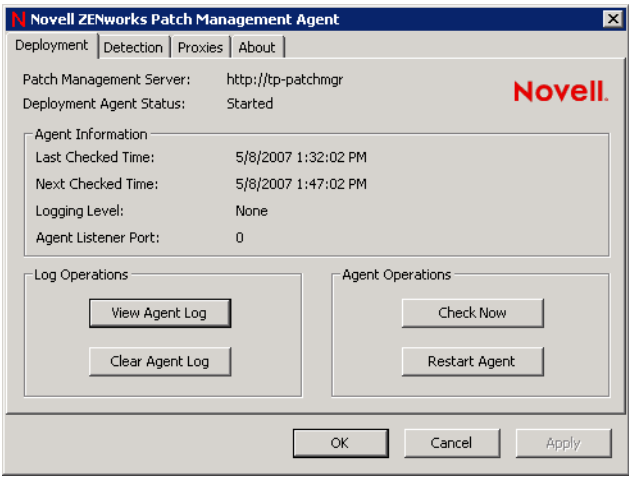 Novell ZENworks Patch Management Agent
Deployment Detection Proxies About
Patch Management Server: http://tp-patchmgr
Deployment Agent Status: Started
Novell.
Agent Information
Last Checked Time: 5/8/2007 1:32:02 PM
Next Checked Time: 5/8/2007 1:47:02 PM
Logging Level: None
Agent Listener Port: 0
Log Operations Agent Operations
View Agent Log Check Now
Clear Agent Log Restart Agent
OK Cancel Apply